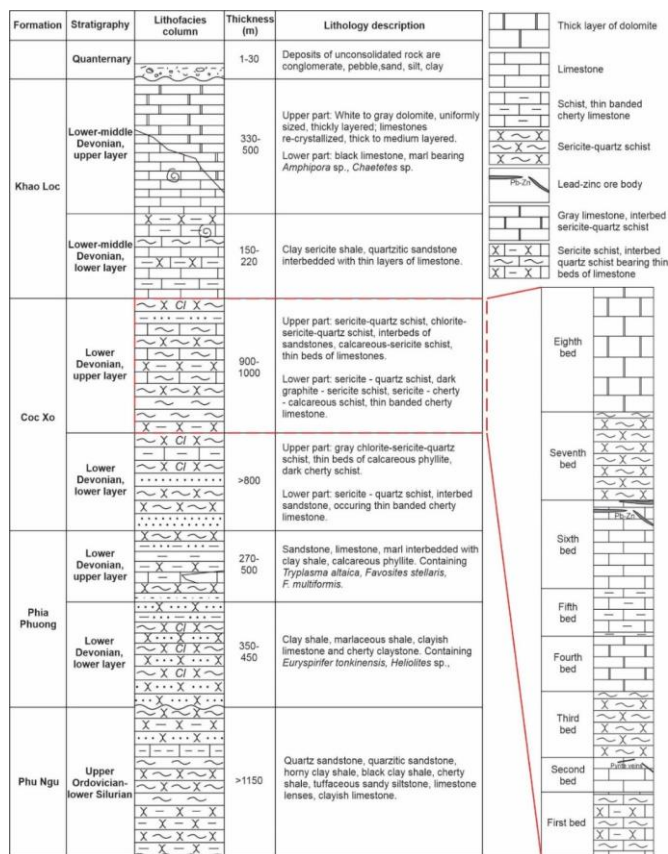 Formation Stratigraphy Lithofacies column Thickness (m) Lithology description
Quanternary 1-30 Deposits of unconsolidated rock are
conglomerate, pebble,sand, silt, clay
Khao Loc
Lower-middle
Devonian,
upper layer
330-
500
Upper part: White to gray dolomite, uniformly
sized, thickly layered; limestones
re-crystallized, thick to medium layered.
Lower part: black limestone, marl bearing
Amphipora sp., Chaetetes sp.
Lower-middle
Devonian,
lower layer
150-
220
Clay sericite shale, quartzitic sandstone
interbedded with thin layers of limestone.
Coc Xo
Lower
Devonian,
upper layer
Cl
900-
1000
Upper part: sericite-quartz schist, chlorite-
sericite-quartz schist, interbeds of
sandstones, calcareous-sericite schist,
thin beds of limestones.
Lower part: sericite - quartz schist, dark
graphite - sericite schist, sericite - cherty
- calcareous schist, thin banded cherty
limestone.
Lower
Devonian,
lower layer
Cl
Cl
>800
Upper part: gray chlorite-sericite-quartz
schist, thin beds of calcareous phyllite,
dark cherty schist.
Lower part: sericite - quartz schist, interbed
sandstone, occuring thin banded cherty
limestone.
Phia
Phuong
Lower
Devonian,
upper layer
270-
500
Sandstone, limestone, marl interbedded with
clay shale, calcareous phyllite. Containing
Tryplasma altaica, Favosites stellaris,
F. multiformis.
Lower
Devonian,
lower layer
Cl
Cl
Cl
350-
450
Clay shale, marlaceous shale, clayish
limestone and cherty claystone. Containing
Euryspirifer tonkinensis, Heliolites sp.,
Phu Ngu
Upper
Ordovician-
lower Silurian
>1150
Quartz sandstone, quarzitic sandstone,
horny clay shale, black clay shale, cherty
shale, tuffaceous sandy siltstone, limestone
lenses, clayish limestone.
Thick layer of dolomite
Limestone
Schist, thin banded
cherty limestone
Sericite-quartz schist
Pb-Zn
Lead-zinc ore body
Gray limestone, interbed
sericite-quartz schist
Sericite schist, interbed
quartz schist bearing thin
beds of limestone
Eighth
bed
Seventh
bed
Pb-Zn
Sixth
bed
Fifth
bed
Fourth
bed
Third
bed
Second
bed
Pyrite veins
First bed